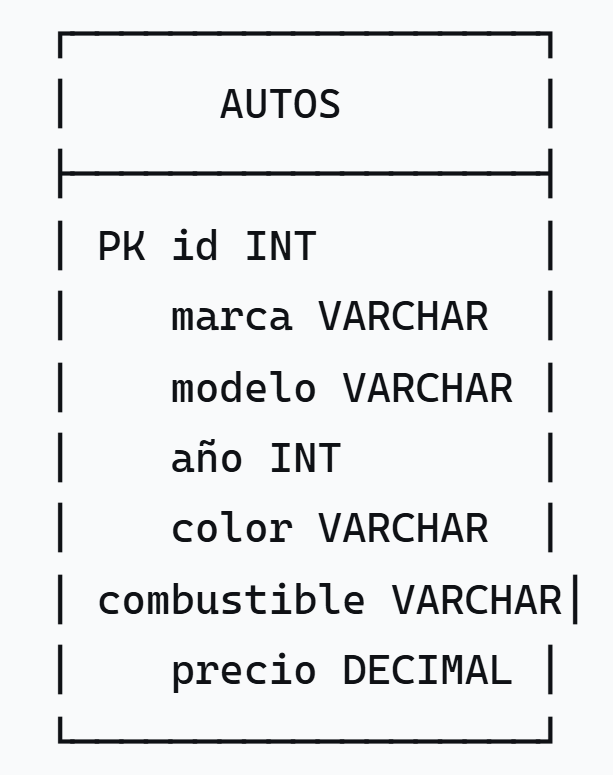 AUTOS
PK id INT
marca VARCHAR
modelo VARCHAR
año INT
color VARCHAR
combustible VARCHAR
precio DECIMAL